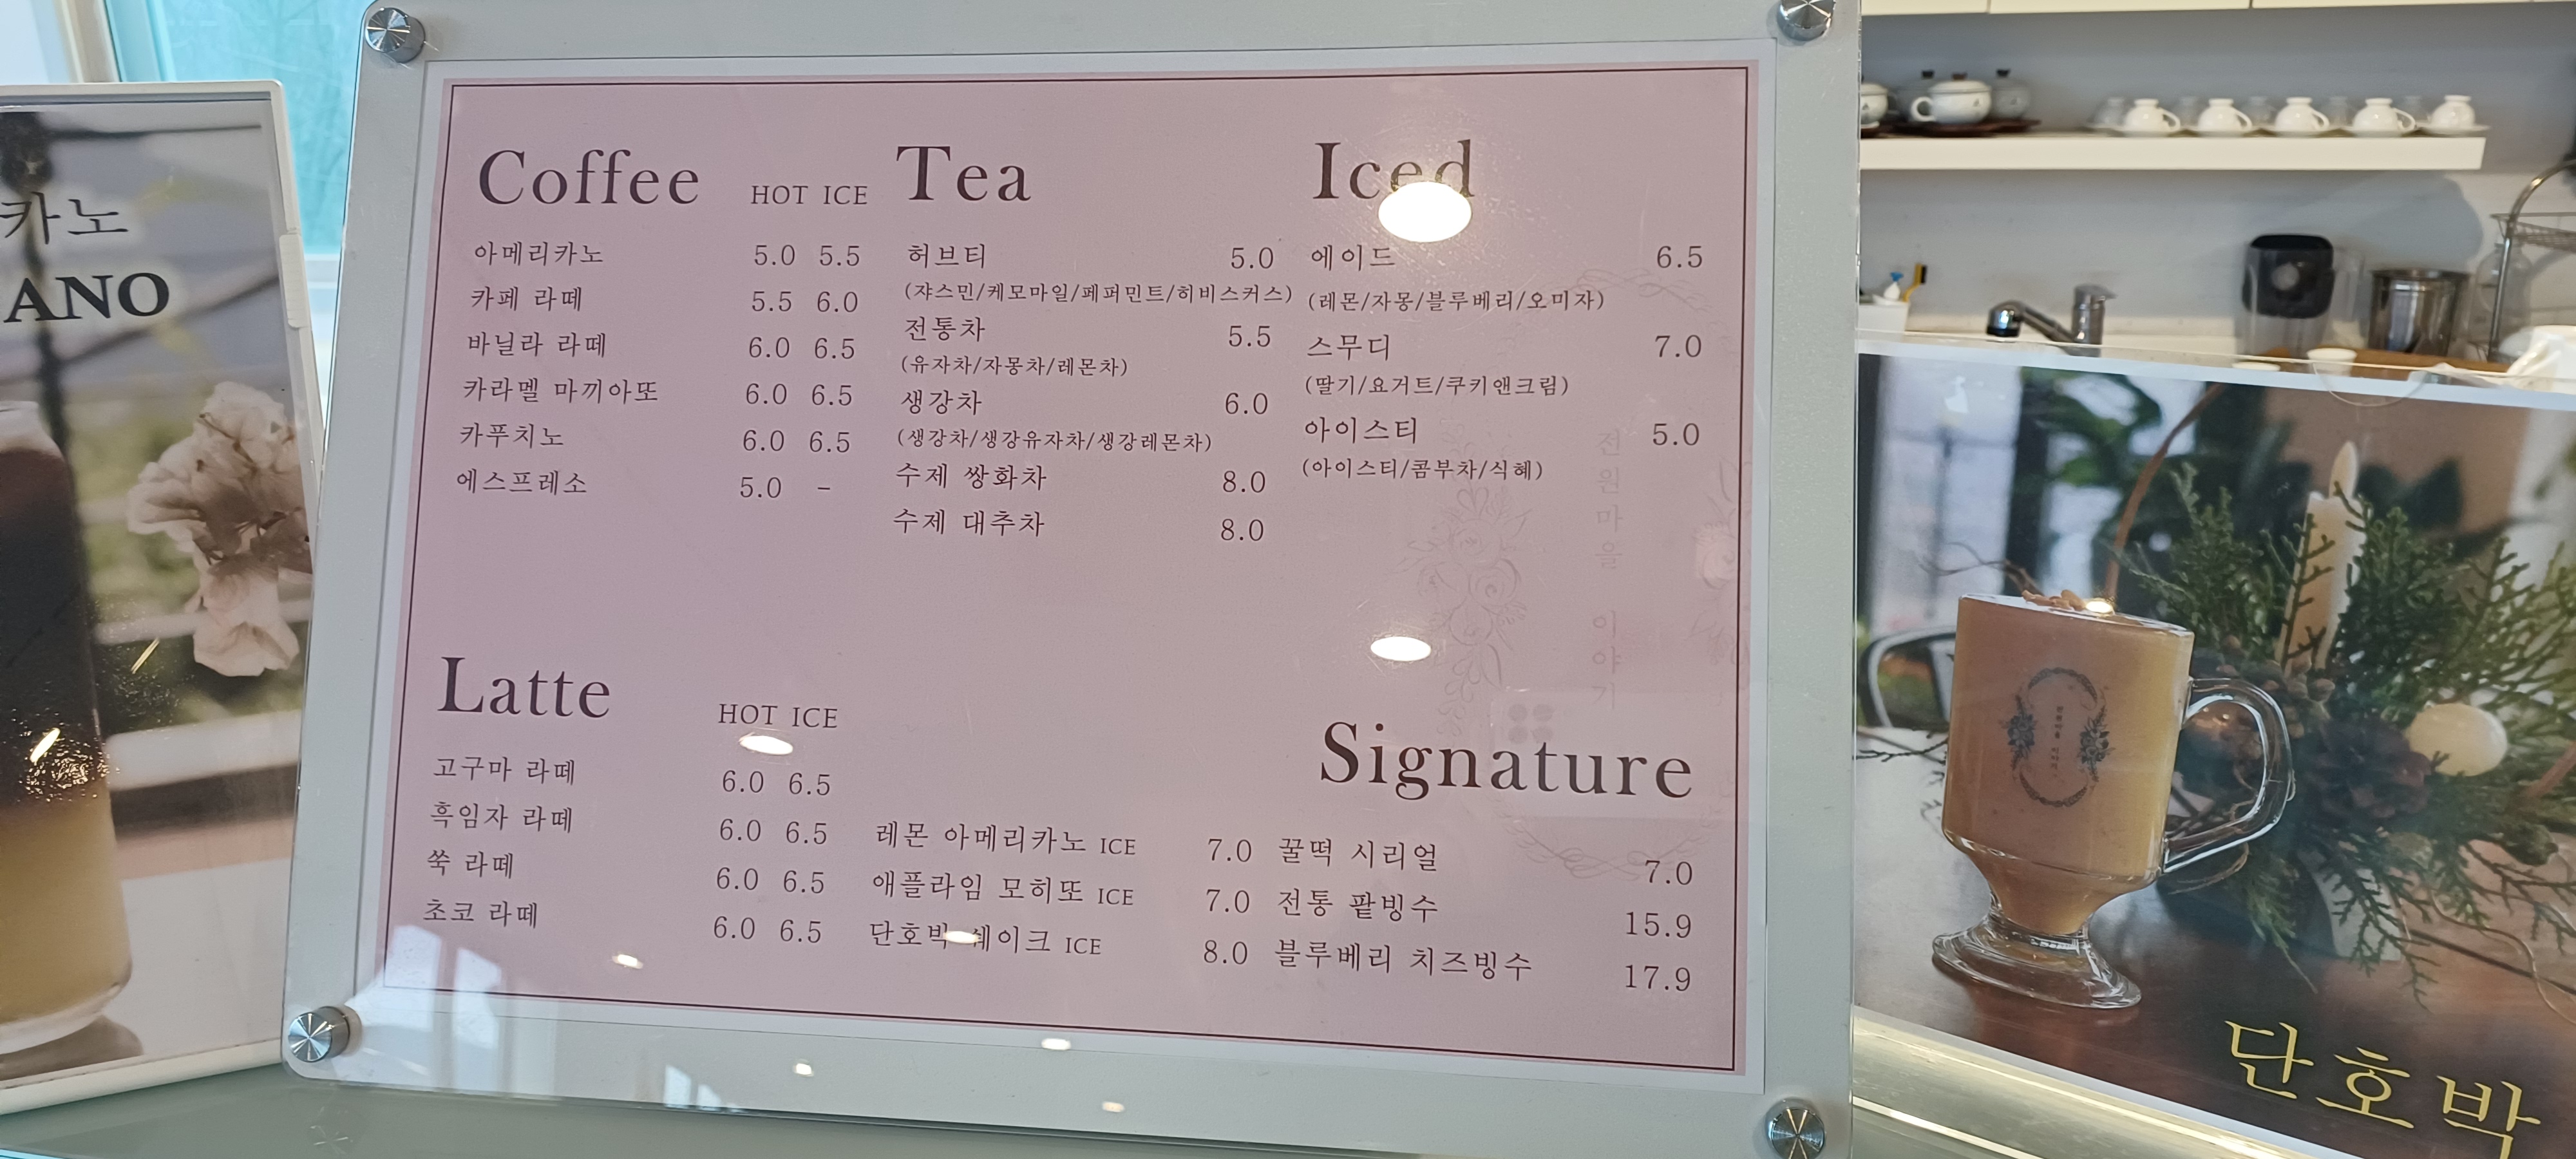 카노
ANO
Coffee HOT ICE
아메리카노 5.0 5.5
카페 라떼 5.5 6.0
바닐라 라떼 6.0 6.5
카라멜 마끼아또 6.0 6.5
카푸치노 6.0 6.5
에스프레소 5.0 -
Tea
허브티 5.0
(쟈스민/케모마일/페퍼민트/히비스커스)
전통차 5.5
(유자차/자몽차/레몬차)
생강차 6.0
(생강차/생강유자차/생강레몬차)
수제 쌍화차 8.0
수제 대추차 8.0
Iced
에이드 6.5
(레몬/자몽/블루베리/오미자)
스무디 7.0
(딸기/요거트/쿠키앤크림)
아이스티 5.0
(아이스티/콤부차/식혜)
전원마을 이야기
Latte HOT ICE
고구마 라떼 6.0 6.5
흑임자 라떼 6.0 6.5
쑥 라떼 6.0 6.5
초코 라떼 6.0 6.5
Signature
레몬 아메리카노 ICE 7.0
애플라임 모히또 ICE 7.0
단호박 쉐이크 ICE 8.0
꿀떡 시리얼 7.0
전통 팥빙수 15.9
블루베리 치즈빙수 17.9
전원마을 이야기
단호박